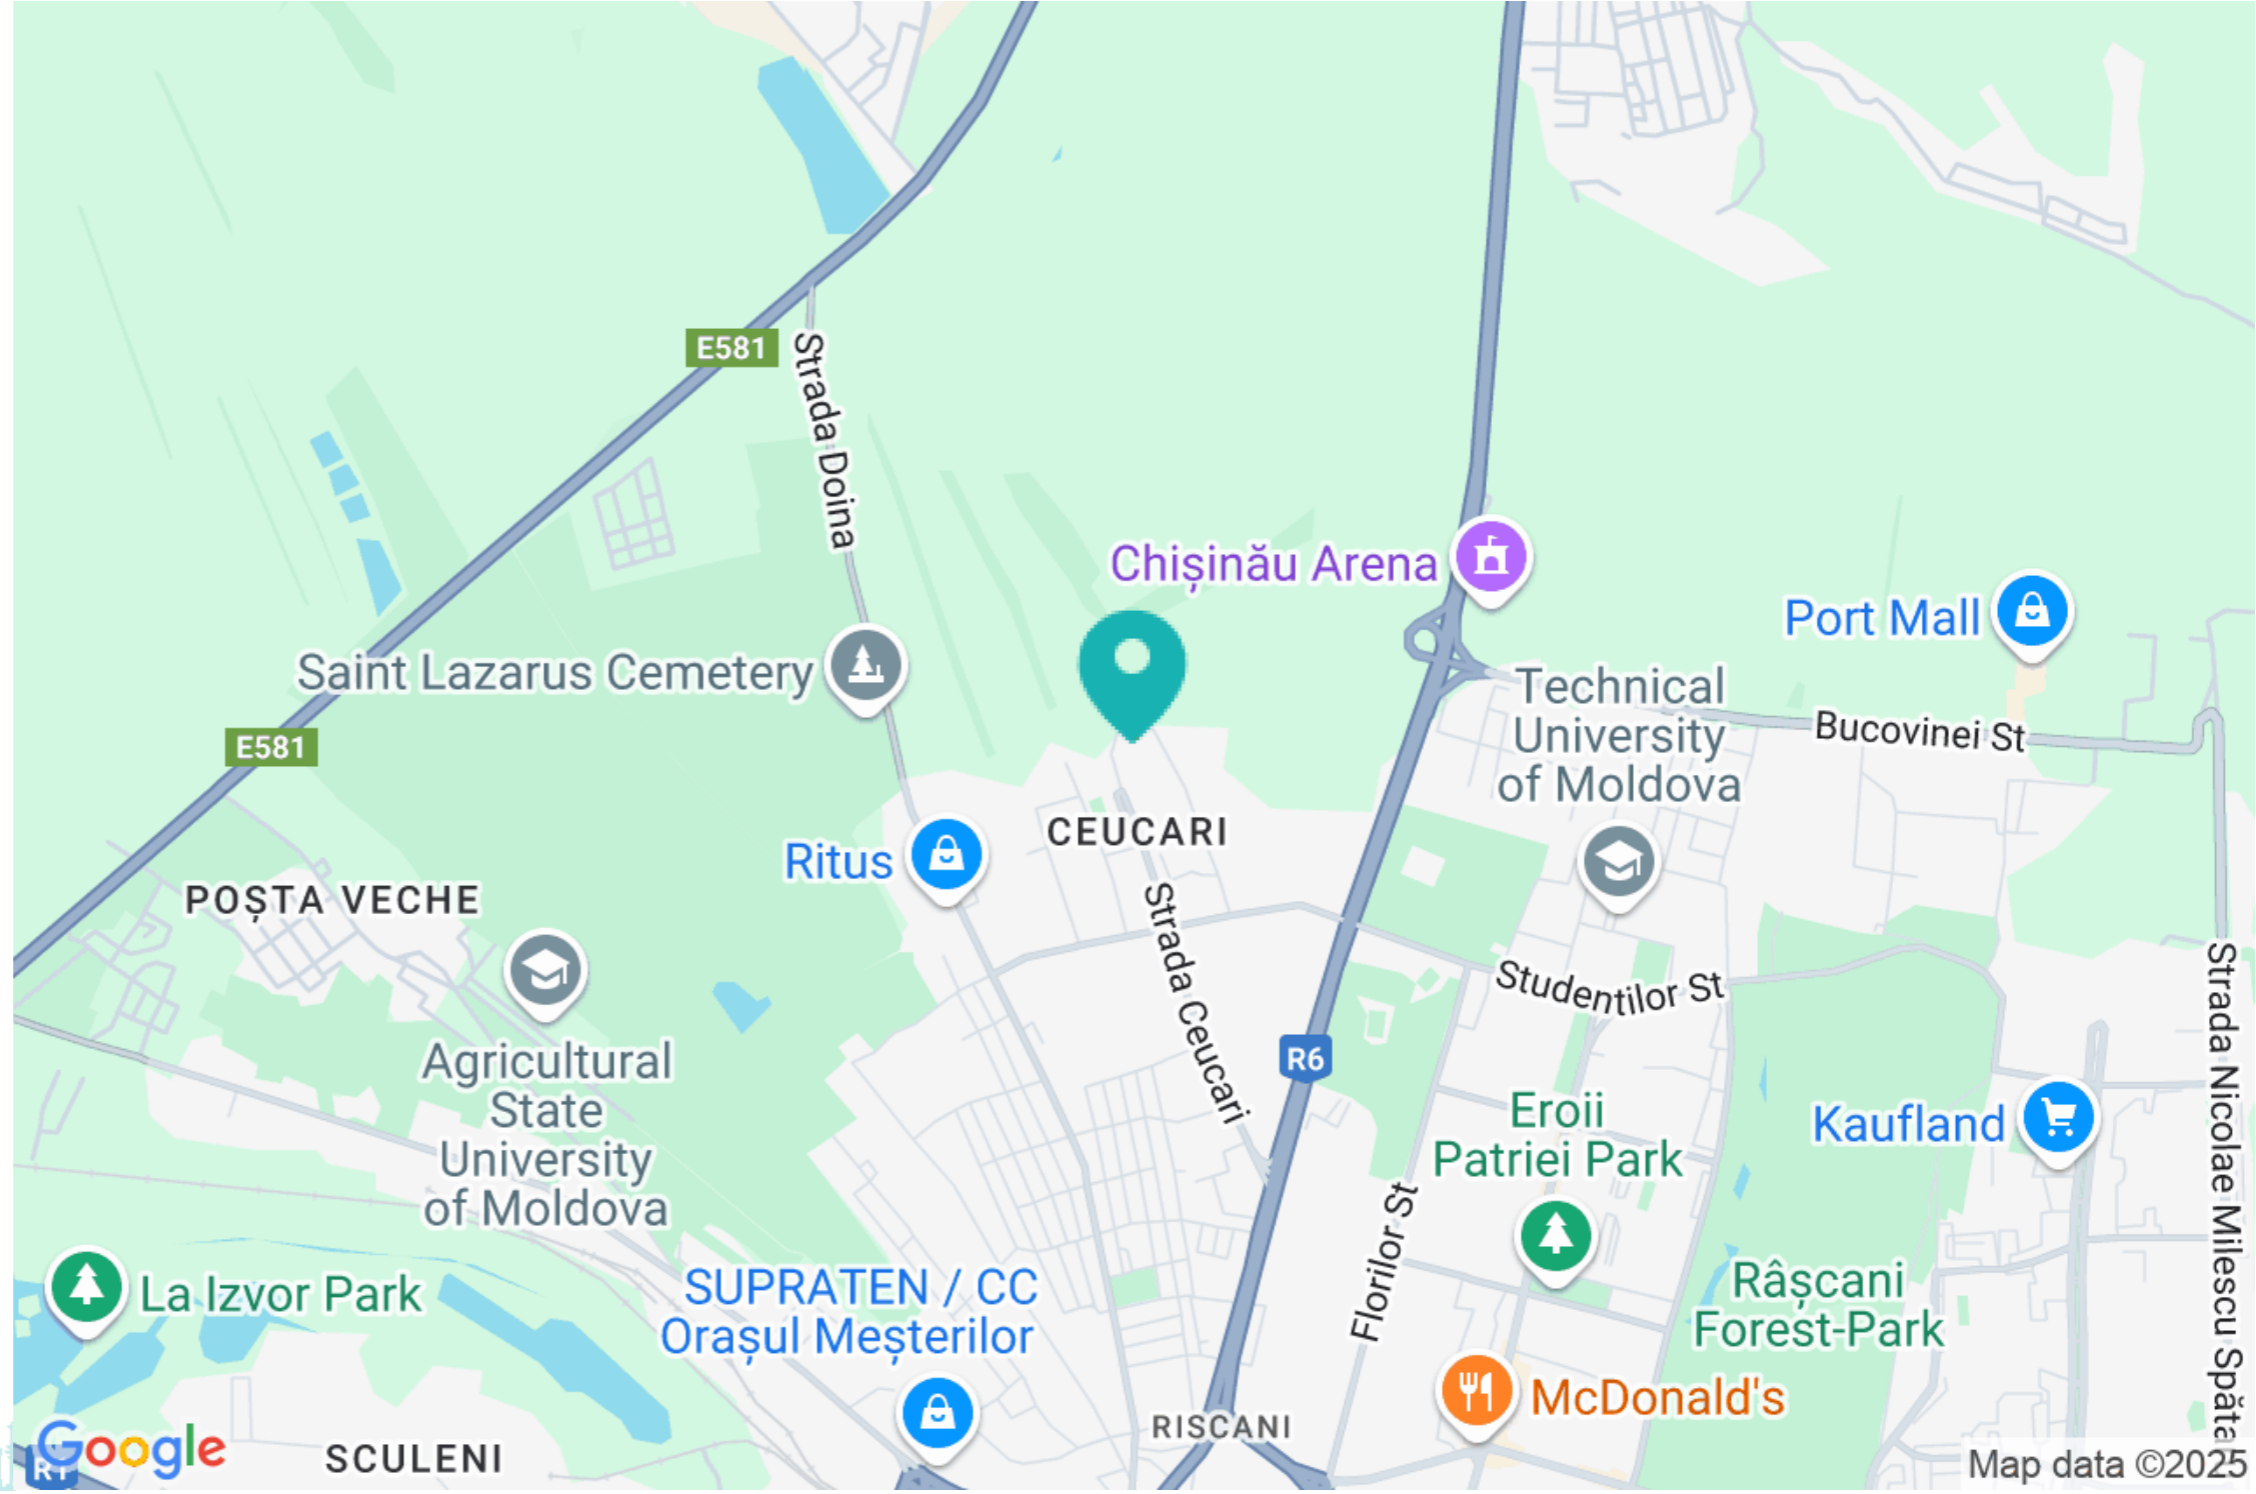 E581
Strada Doina
Chișinău Arena
Port Mall
Saint Lazarus Cemetery
Technical
University
of Moldova
Bucovinei St
E581
CEUCARI
Ritus
POȘTA VECHE
Strada Ceucari
Studentilor St
Strada Nicolae Milescu Spăta
Agricultural
State
University
of Moldova
R6
Eroii
Patriei Park
Kaufland
Florilor St
La Izvor Park
SUPRATEN / CC
Orașul Meșterilor
Râșcani
Forest-Park
McDonald's
RISCANI
Google
R1
SCULENI
Map data ©2025